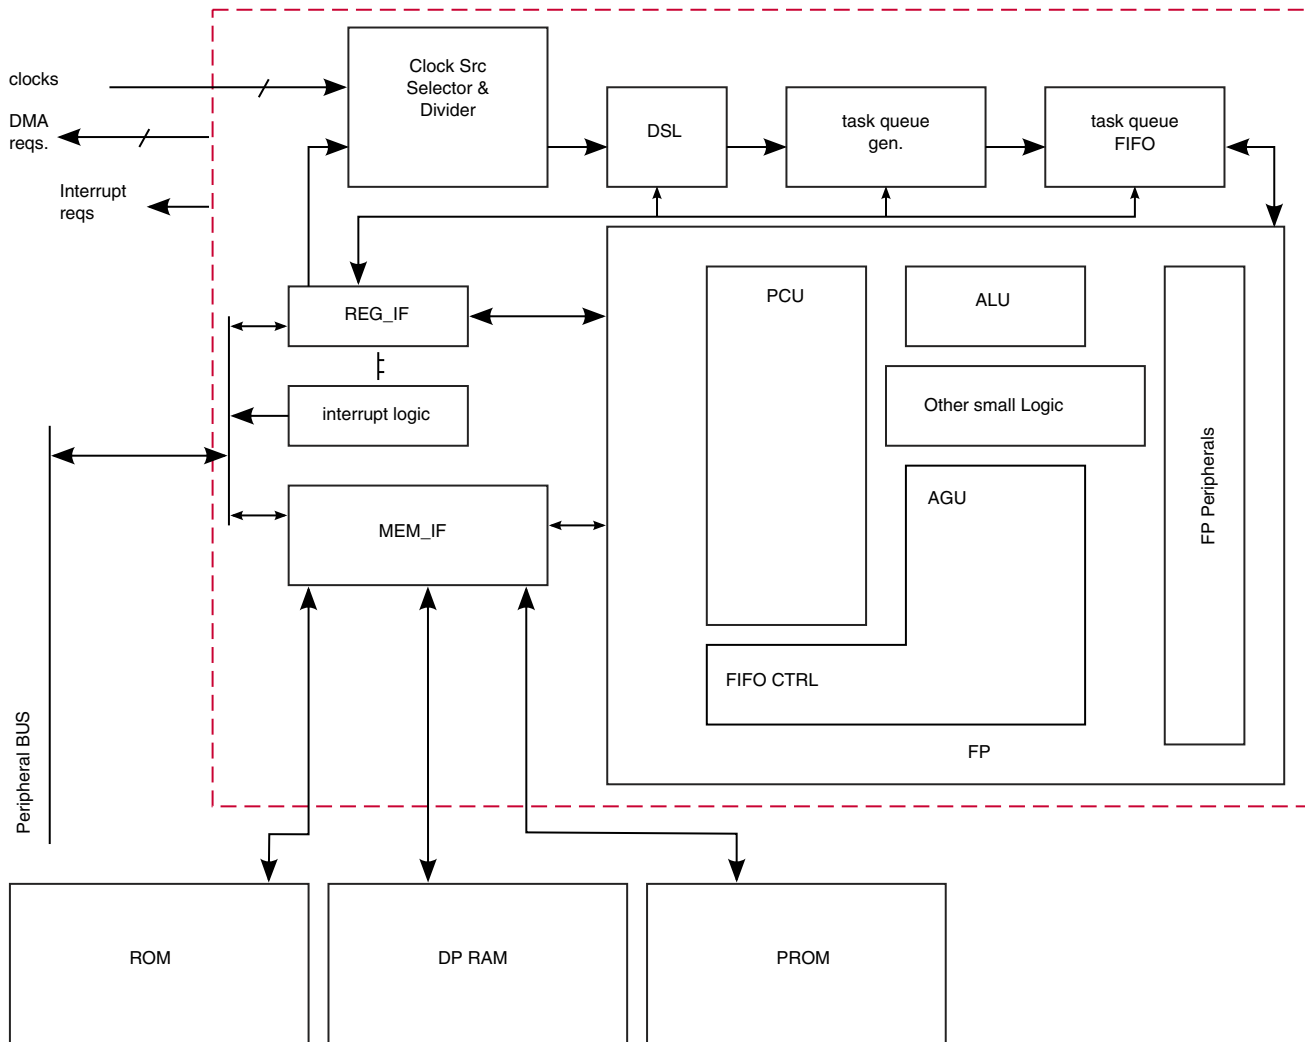 clocks
DMA
reqs.
Interrupt
reqs
Clock Src
Selector &
Divider
DSL
task queue
gen.
task queue
FIFO
REG_IF
interrupt logic
MEM_IF
PCU
ALU
Other small Logic
AGU
FIFO CTRL
FP
FP Peripherals
Peripheral BUS
ROM
DP RAM
PROM